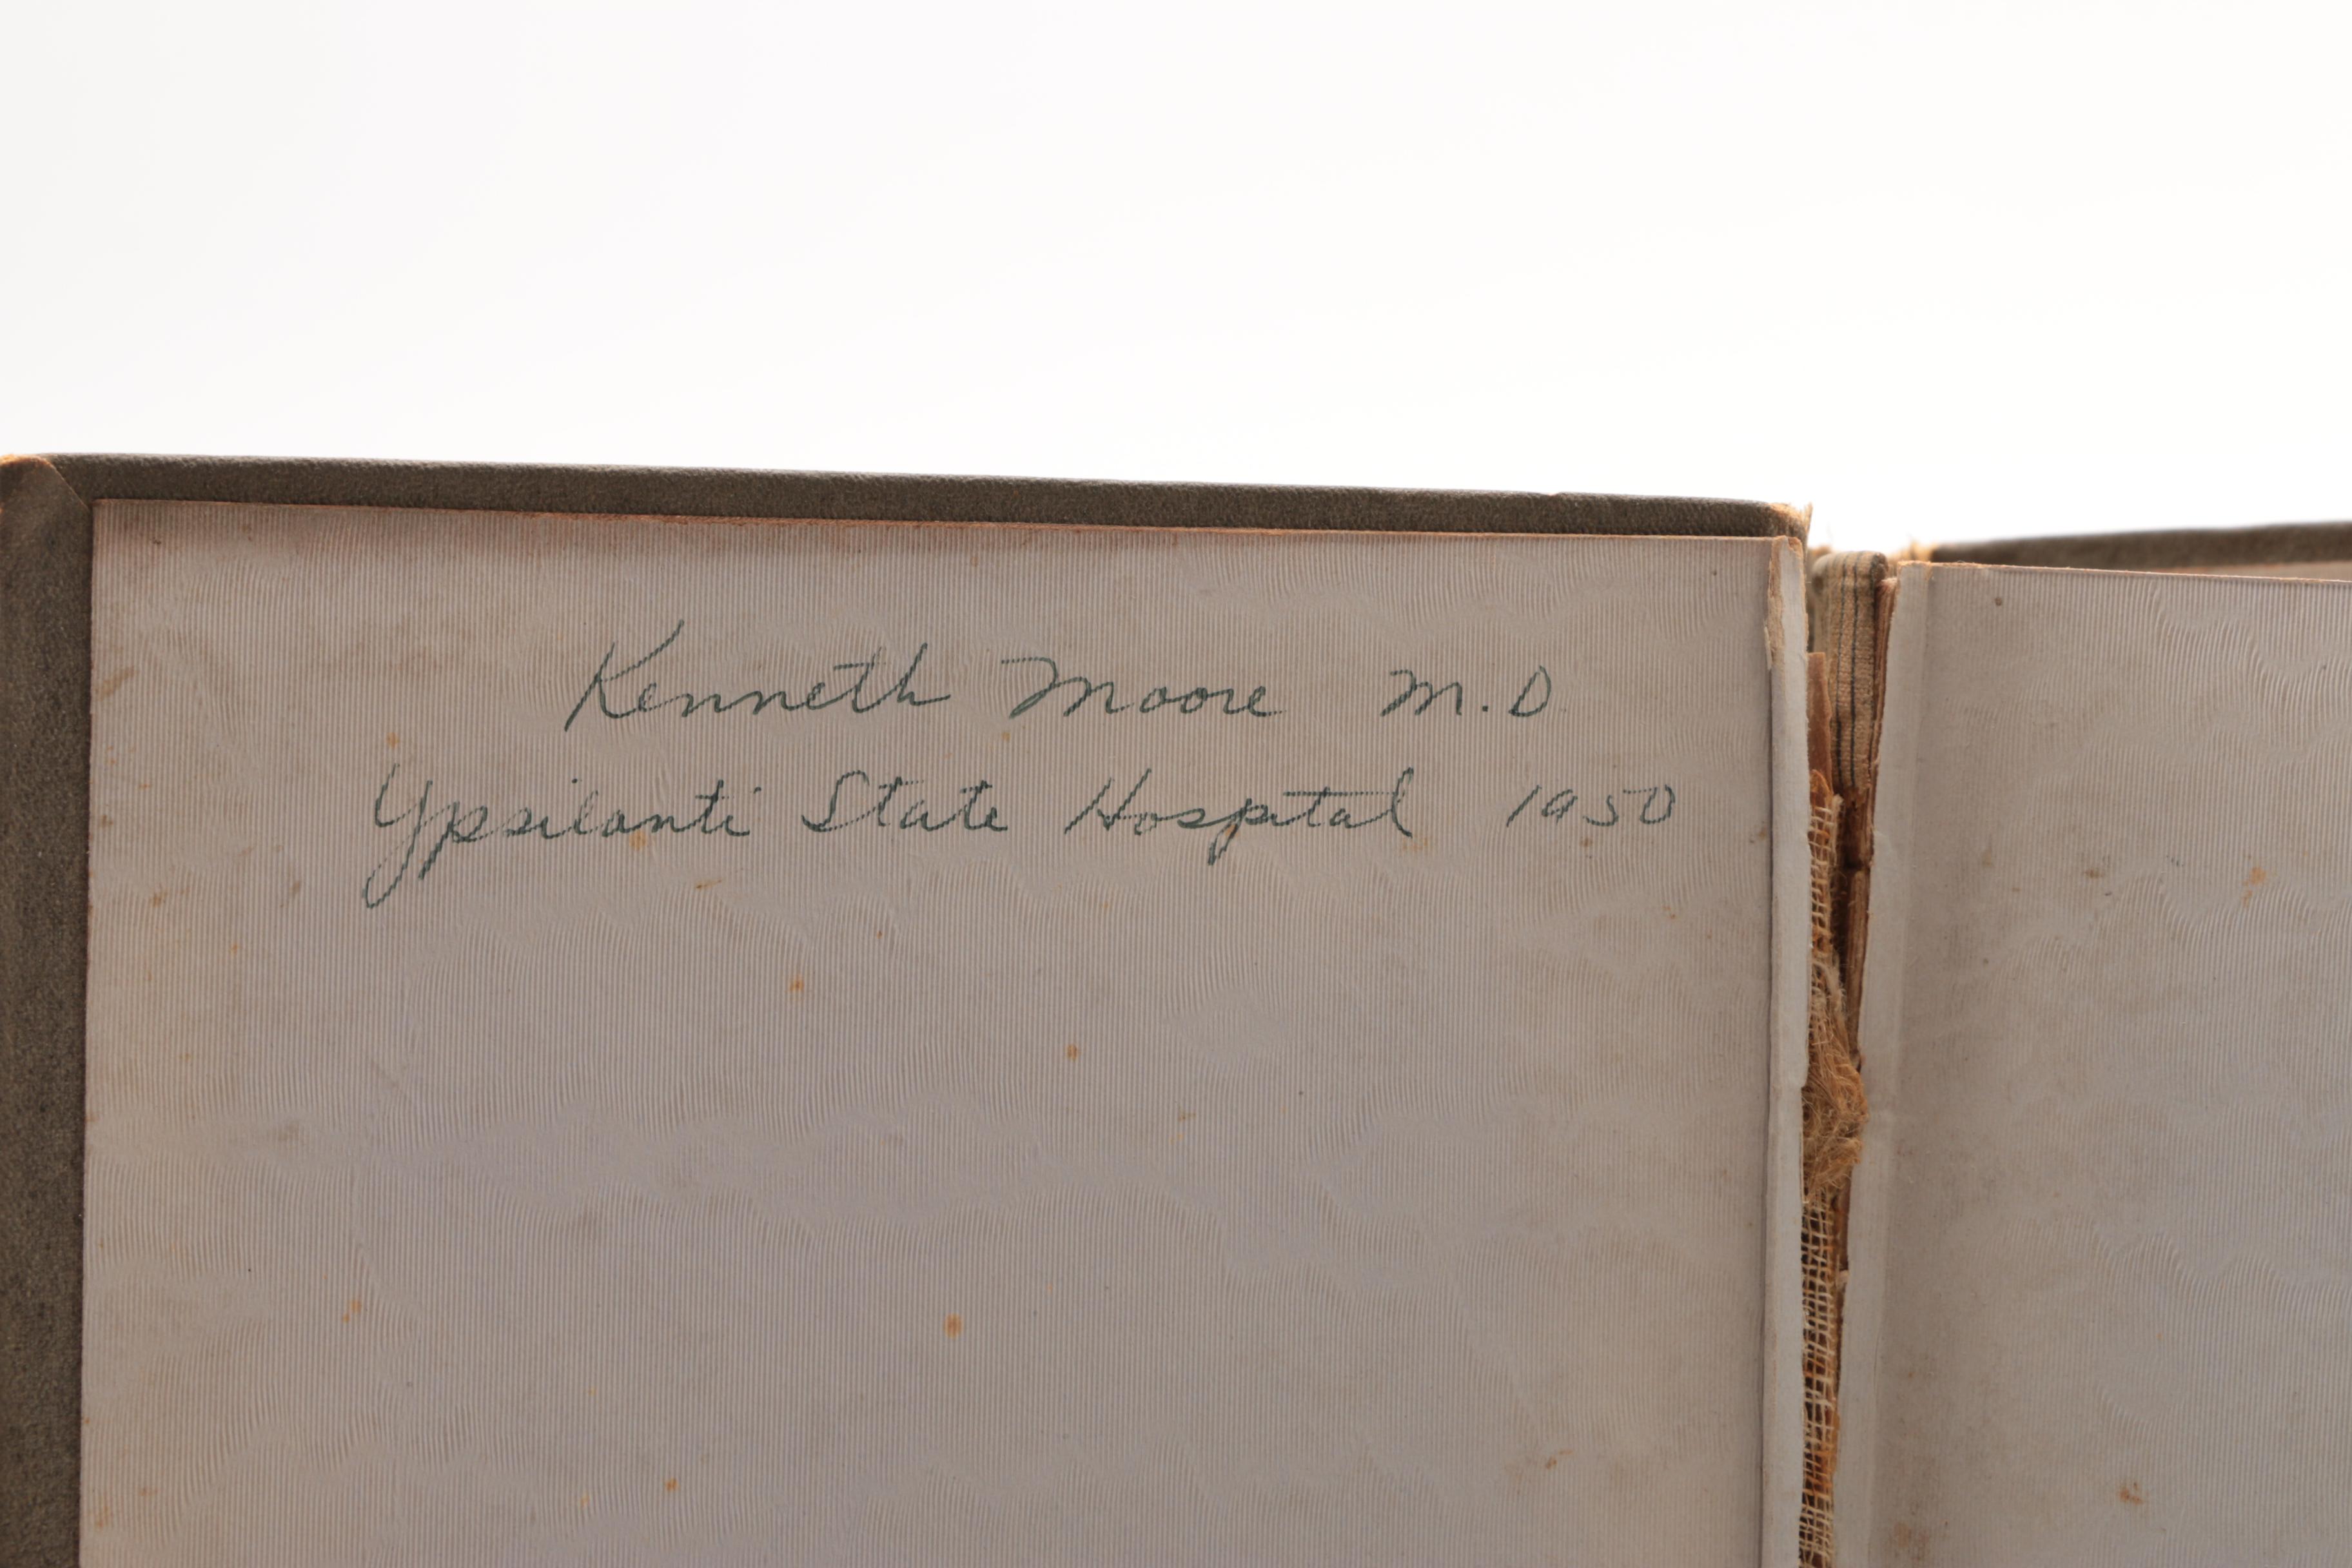 Kenneth Moore M.D
Ypsilanti State Hospital 1950